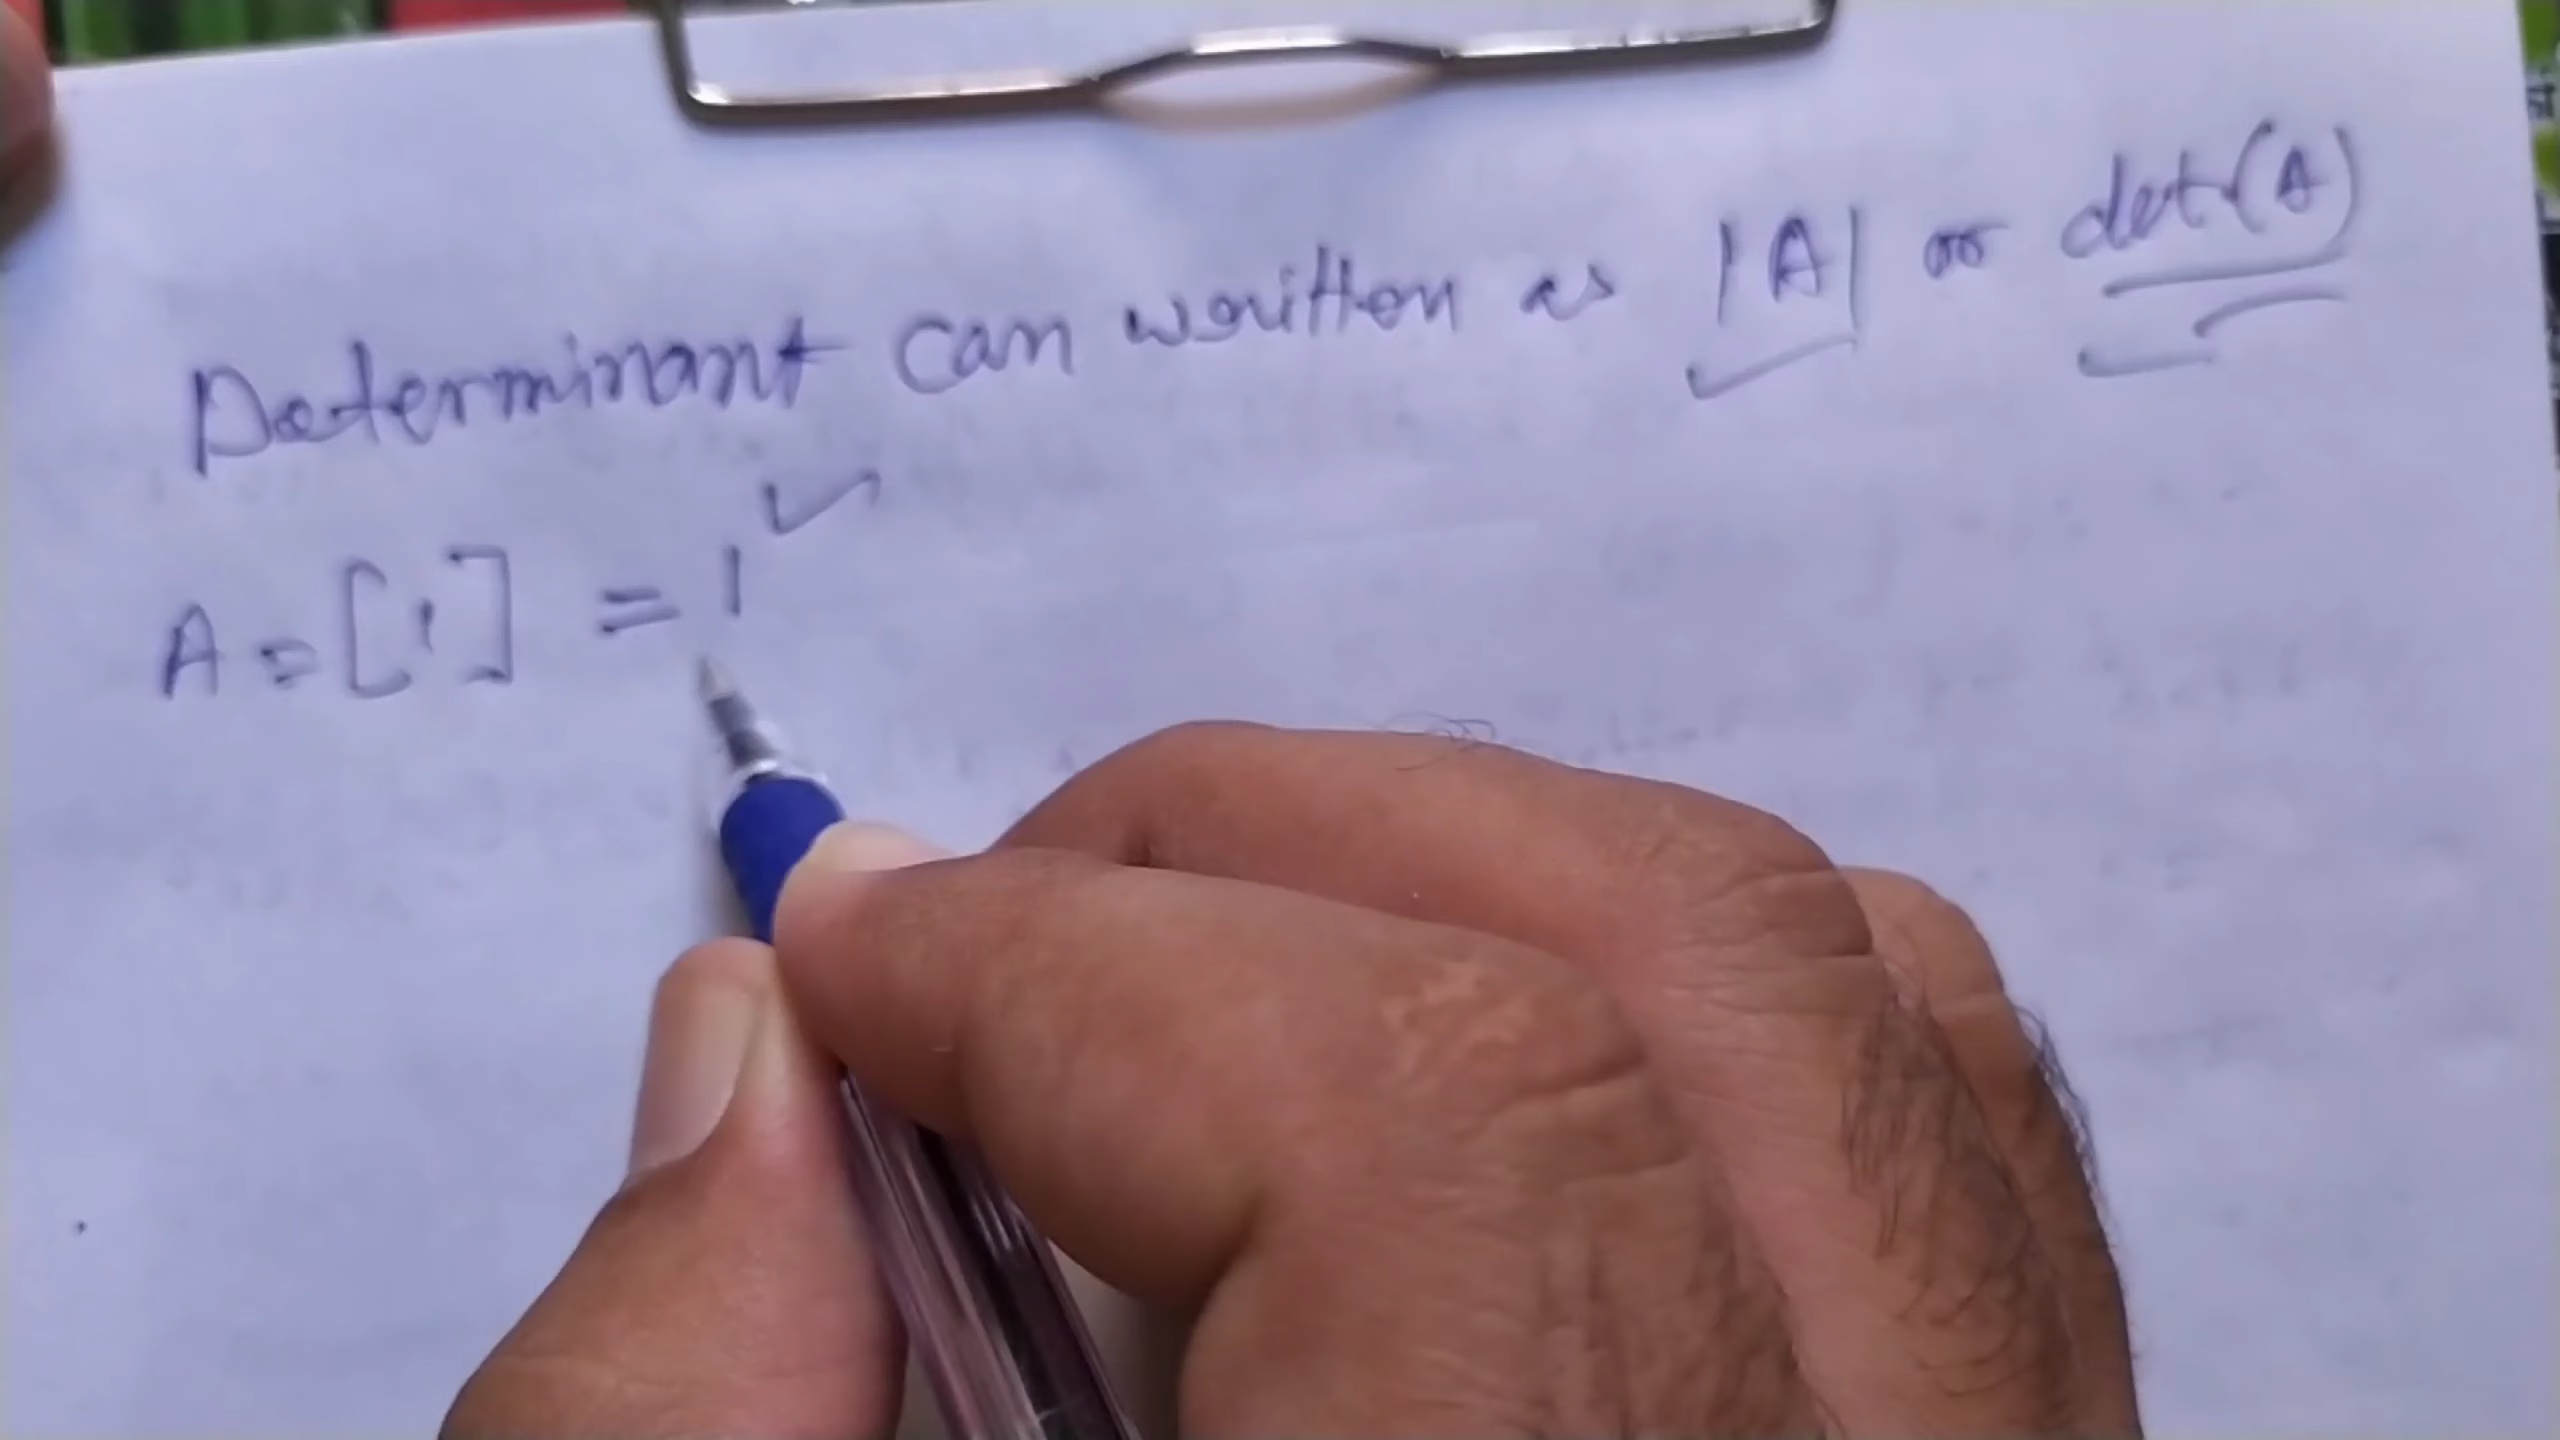 Determinant can written as |A| or det(A)
A = [1] = 1